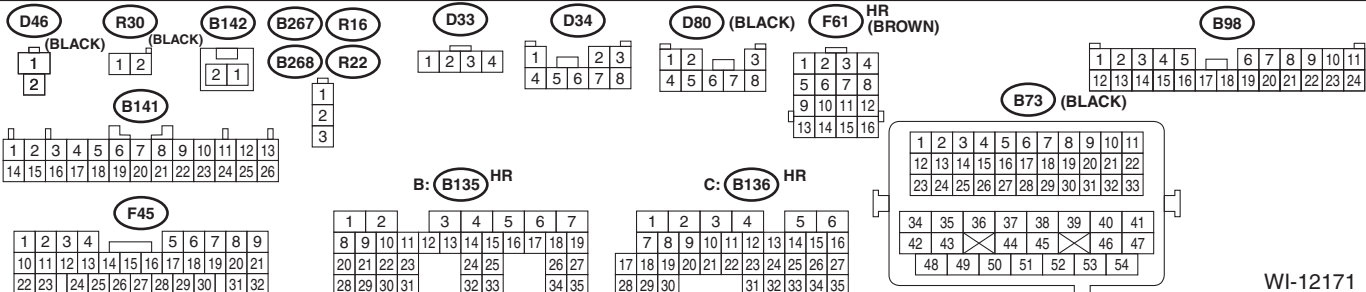 D46
(BLACK)
1
2
R30
(BLACK)
1 2
B142
2 1
B267 R16
B268 R22
1
2
3
D33
1 2 3 4
D34
1 2 3
4 5 6 7 8
D80 (BLACK)
1 2 3
4 5 6 7 8
F61 HR
(BROWN)
1 2 3 4
5 6 7 8
9 10 11 12
13 14 15 16
B98
1 2 3 4 5 6 7 8 9 10 11
12 13 14 15 16 17 18 19 20 21 22 23 24
B141
1 2 3 4 5 6 7 8 9 10 11 12 13
14 15 16 17 18 19 20 21 22 23 24 25 26
B73 (BLACK)
1 2 3 4 5 6 7 8 9 10 11
12 13 14 15 16 17 18 19 20 21 22
23 24 25 26 27 28 29 30 31 32 33
34 35 36 37 38 39 40 41
42 43 44 45 46 47
48 49 50 51 52 53 54
F45
1 2 3 4 5 6 7 8 9
10 11 12 13 14 15 16 17 18 19 20 21
22 23 24 25 26 27 28 29 30 31 32
B: B135 HR
1 2 3 4 5 6 7
8 9 10 11 12 13 14 15 16 17 18 19
20 21 22 23 24 25 26 27
28 29 30 31 32 33 34 35
C: B136 HR
1 2 3 4 5 6
7 8 9 10 11 12 13 14 15 16
17 18 19 20 21 22 23 24 25 26 27
28 29 30 31 32 33 34 35
WI-12171